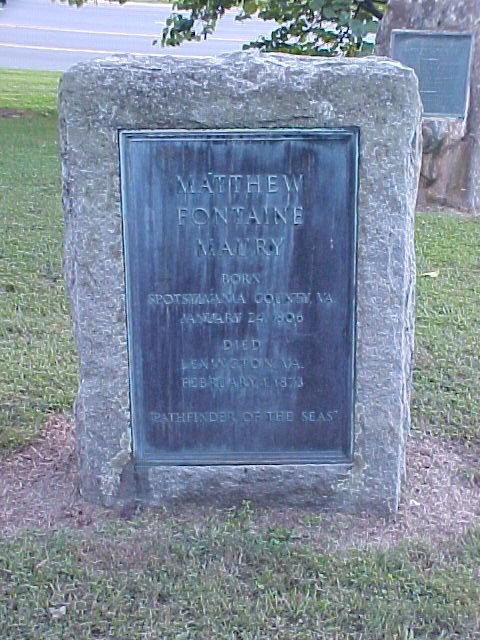 MATTHEW
FONTAINE
MAURY
BORN
SPOTSYLVANIA COUNTY, VA.
JANUARY 24, 1806
DIED
LEXINGTON, VA.
FEBRUARY 1, 1873
"PATHFINDER OF THE SEAS"